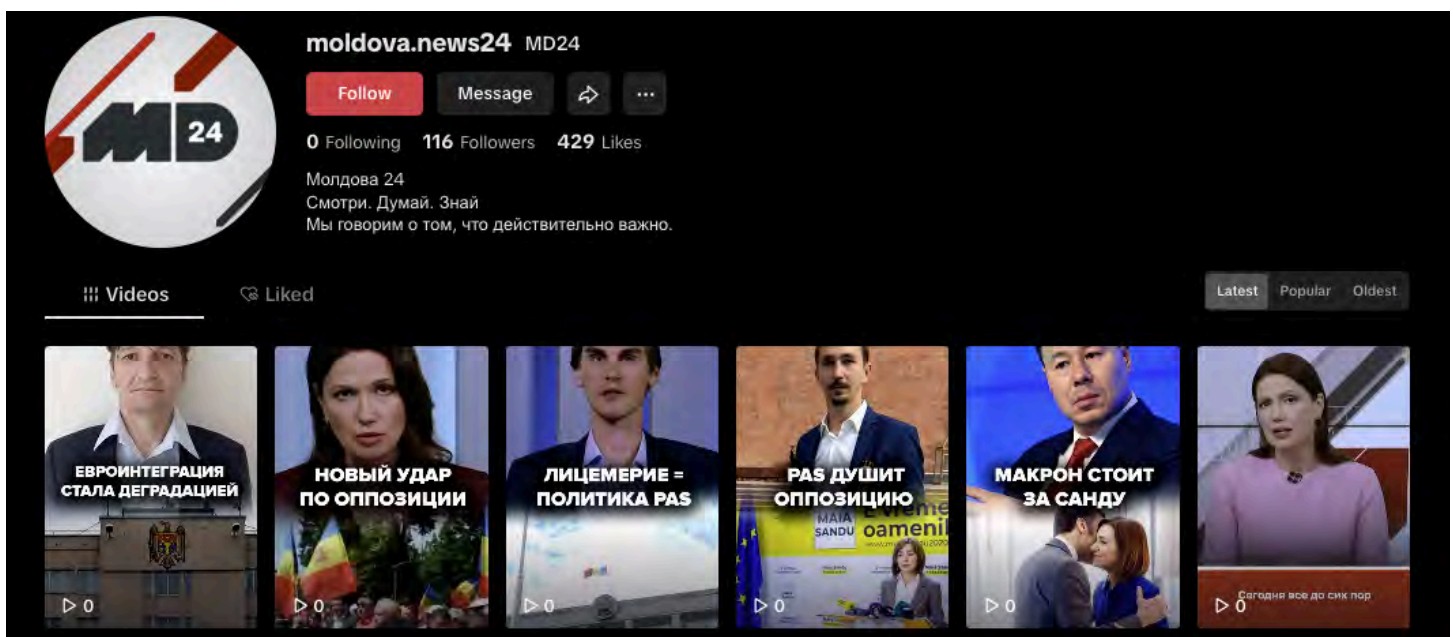 MD 24
moldova.news24 MD24
Follow Message
0 Following 116 Followers 429 Likes
Молдова 24
Смотри. Думай. Знай
Мы говорим о том, что действительно важно.
Videos Liked
Latest Popular Oldest
ЕВРОИНТЕГРАЦИЯ
СТАЛА ДЕГРАДАЦИЕЙ
0
НОВЫЙ УДАР
ПО ОППОЗИЦИИ
0
ЛИЦЕМЕРИЕ =
ПОЛИТИКА PAS
0
PAS ДУШИТ
ОППОЗИЦИЮ
MAIA
SANDU
oameni
0
МАКРОН СТОИТ
ЗА САНДУ
0
Сегодня все до сих пор
0